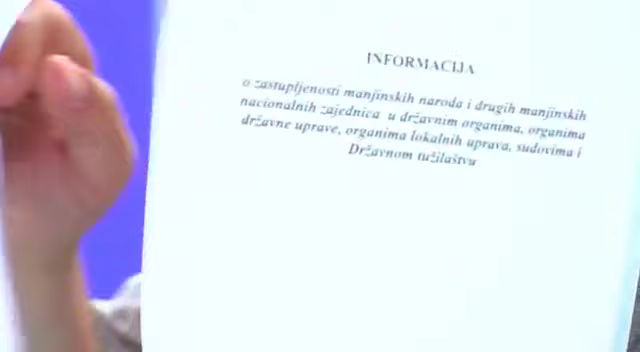 INFORMACIJA
o zastupljenosti manjinskih naroda i drugih manjinskih
nacionalnih zajednica u državnim organima, organima
državne uprave, organima lokalnih uprava, sudovima i
Državnom tužilaštvu